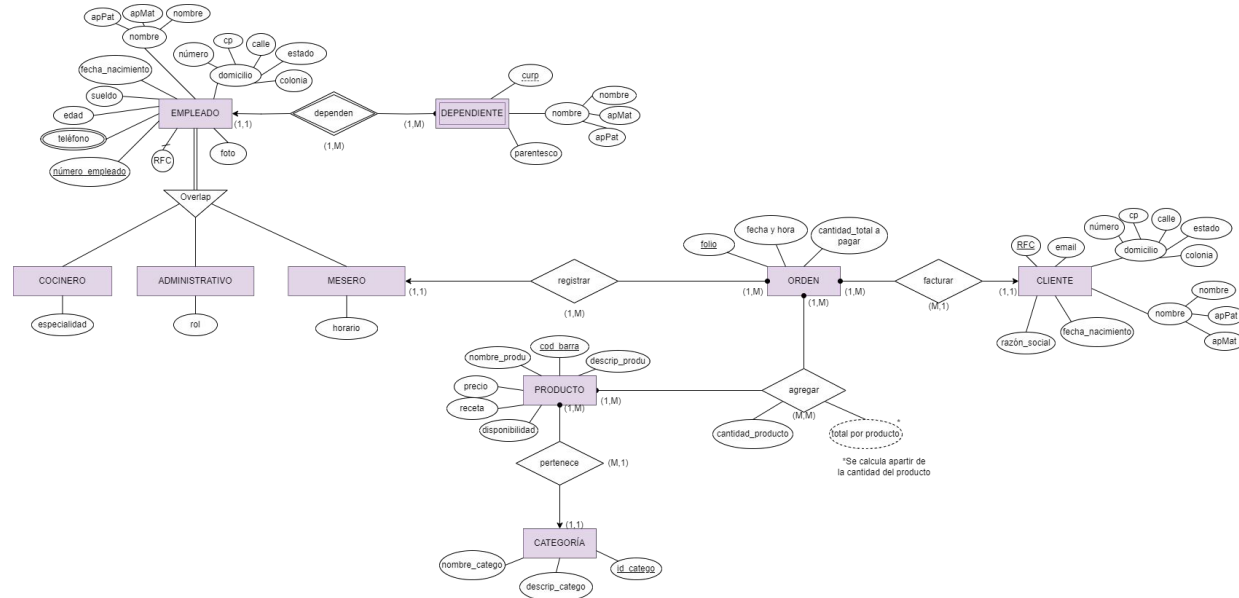 apPat
apMat
nombre
nombre
fecha_nacimiento
sueldo
edad
teléfono
número_empleado
RFC
foto
número
cp
calle
estado
domicilio
colonia
EMPLEADO
(1,1)
dependen
(1,M)
(1,M)
DEPENDIENTE
curp
nombre
nombre
apMat
apPat
parentesco
Overlap
COCINERO
especialidad
ADMINISTRATIVO
rol
MESERO
horario
(1,1)
registrar
(1,M)
(1,M)
folio
fecha y hora
cantidad_total a
pagar
ORDEN
(1,M)
(1,M)
facturar
(M,1)
(1,1)
CLIENTE
RFC
email
número
cp
calle
estado
domicilio
colonia
nombre
nombre
apPat
apMat
fecha_nacimiento
razón_social
agregar
(M,M)
cantidad_producto
total por producto
*
*Se calcula apartir de
la cantidad del producto
PRODUCTO
(1,M)
(1,M)
nombre_produ
cod_barra
descrip_produ
precio
receta
disponibilidad
pertenece
(M,1)
(1,1)
CATEGORÍA
nombre_catego
descrip_catego
id_catego